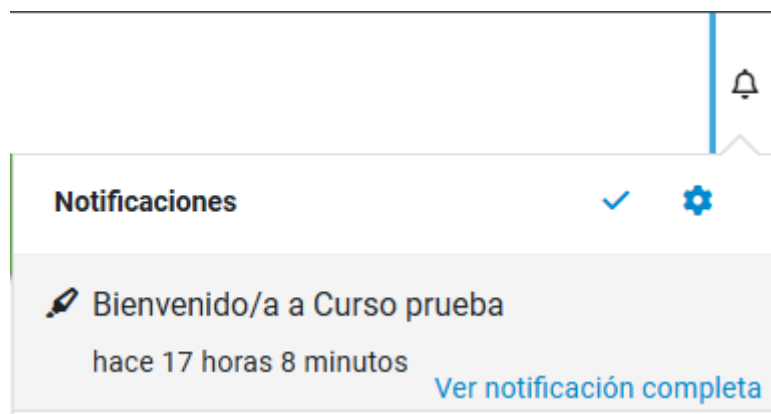 Notificaciones
Bienvenido/a a Curso prueba
hace 17 horas 8 minutos
Ver notificación completa